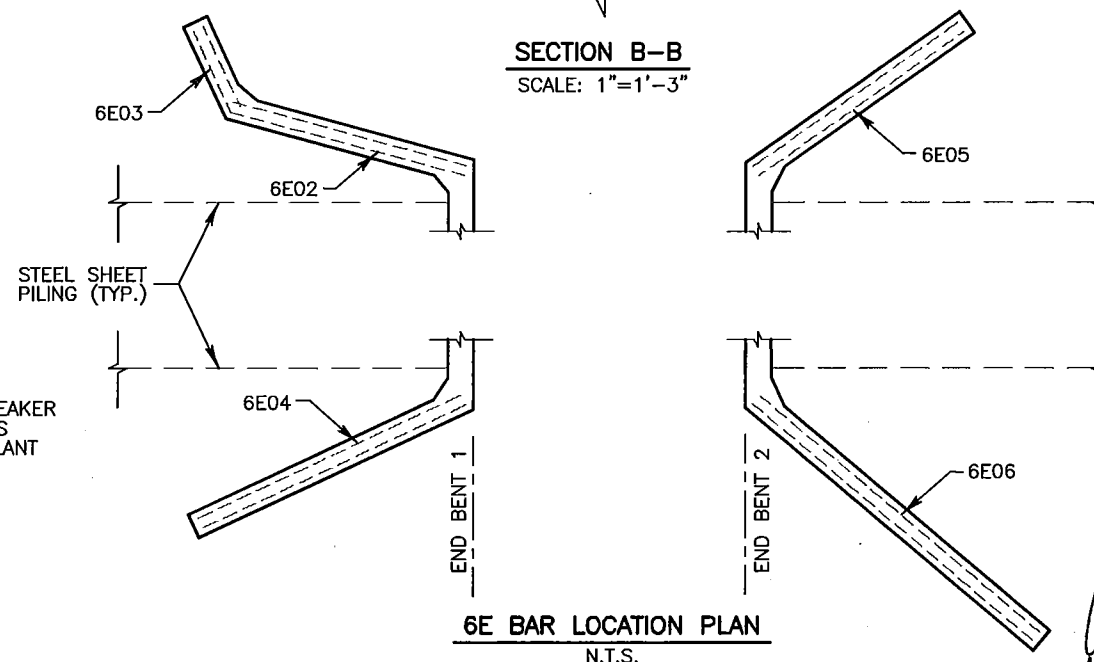 SECTION B-B
SCALE: 1"=1'-3"
6E03
6E02
6E05
STEEL SHEET
PILING (TYP.)
EAKER
S
LANT
6E04
END BENT 1
END BENT 2
6E06
6E BAR LOCATION PLAN
N.T.S.